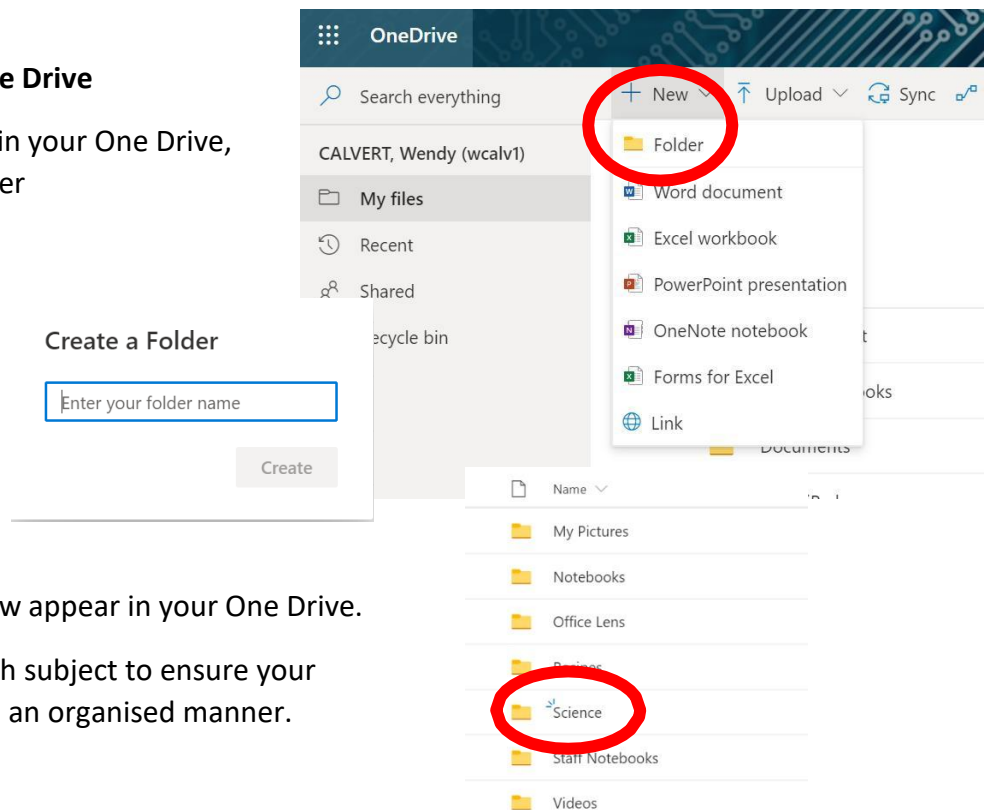 OneDrive
e Drive
in your One Drive,
er
Search everything
New
Upload
Sync
CALVERT, Wendy (wcalv1)
My files
Recent
Shared
ecycle bin
Folder
Word document
Excel workbook
PowerPoint presentation
OneNote notebook
Forms for Excel
Link
t
oks
Documents
Create a Folder
Enter your folder name
Create
Name
My Pictures
Notebooks
Office Lens
Recipes
Science
Staff Notebooks
Videos
w appear in your One Drive.
h subject to ensure your
an organised manner.